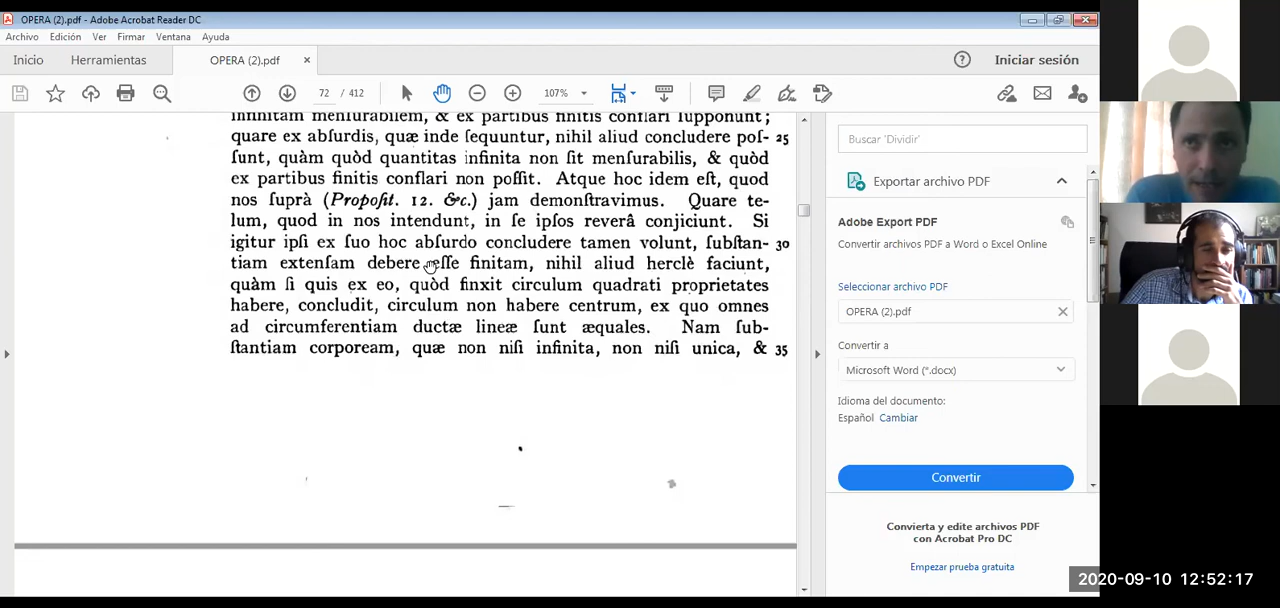 OPERA (2).pdf - Adobe Acrobat Reader DC
Archivo Edición Ver Firmar Ventana Ayuda
Inicio Herramientas OPERA (2).pdf × Iniciar sesión
72 / 412 107%
infinitam menſurabilem, & ex partibus finitis conflari ſupponunt;
quare ex abſurdis, quæ inde ſequuntur, nihil aliud concludere poſ- 25
ſunt, quàm quòd quantitas infinita non ſit menſurabilis, & quòd
ex partibus finitis conflari non poſſit. Atque hoc idem eſt, quod
nos ſuprà (Propoſit. 12. &c.) jam demonſtravimus. Quare te-
lum, quod in nos intendunt, in ſe ipſos reverâ conjiciunt. Si
igitur ipſi ex ſuo hoc abſurdo concludere tamen volunt, ſubſtan- 30
tiam extenſam debere eſſe finitam, nihil aliud herclè faciunt,
quàm ſi quis ex eo, quòd finxit circulum quadrati proprietates
habere, concludit, circulum non habere centrum, ex quo omnes
ad circumferentiam ductæ lineæ ſunt æquales. Nam ſub-
ſtantiam corpoream, quæ non niſi infinita, non niſi unica, & 35
Buscar 'Dividir'
Exportar archivo PDF
Adobe Export PDF
Convertir archivos PDF a Word o Excel Online
Seleccionar archivo PDF
OPERA (2).pdf
Convertir a
Microsoft Word (*.docx)
Idioma del documento:
Español Cambiar
Convertir
Convierta y edite archivos PDF
con Acrobat Pro DC
Empezar prueba gratuita
2020-09-10 12:52:17